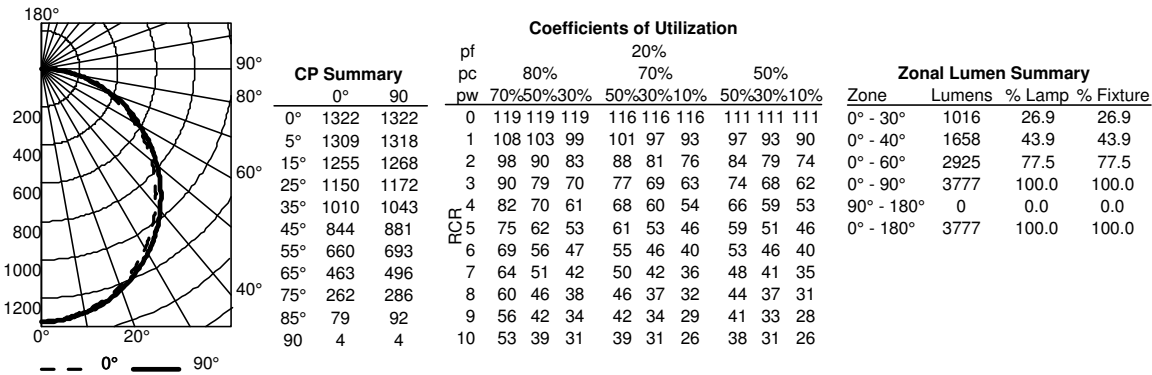 180°
90°
80°
60°
40°
200
400
600
800
1000
1200
0° 20°
0° 90°
CP Summary
0° 90
0° 1322 1322
5° 1309 1318
15° 1255 1268
25° 1150 1172
35° 1010 1043
45° 844 881
55° 660 693
65° 463 496
75° 262 286
85° 79 92
90 4 4
Coefficients of Utilization
pf 20%
pc 80% 70% 50%
pw 70%50%30% 50%30%10% 50%30%10%
RCR
0 119 119 119 116 116 116 111 111 111
1 108 103 99 101 97 93 97 93 90
2 98 90 83 88 81 76 84 79 74
3 90 79 70 77 69 63 74 68 62
4 82 70 61 68 60 54 66 59 53
5 75 62 53 61 53 46 59 51 46
6 69 56 47 55 46 40 53 46 40
7 64 51 42 50 42 36 48 41 35
8 60 46 38 46 37 32 44 37 31
9 56 42 34 42 34 29 41 33 28
10 53 39 31 39 31 26 38 31 26
Zonal Lumen Summary
Zone Lumens % Lamp % Fixture
0° - 30° 1016 26.9 26.9
0° - 40° 1658 43.9 43.9
0° - 60° 2925 77.5 77.5
0° - 90° 3777 100.0 100.0
90° - 180° 0 0.0 0.0
0° - 180° 3777 100.0 100.0